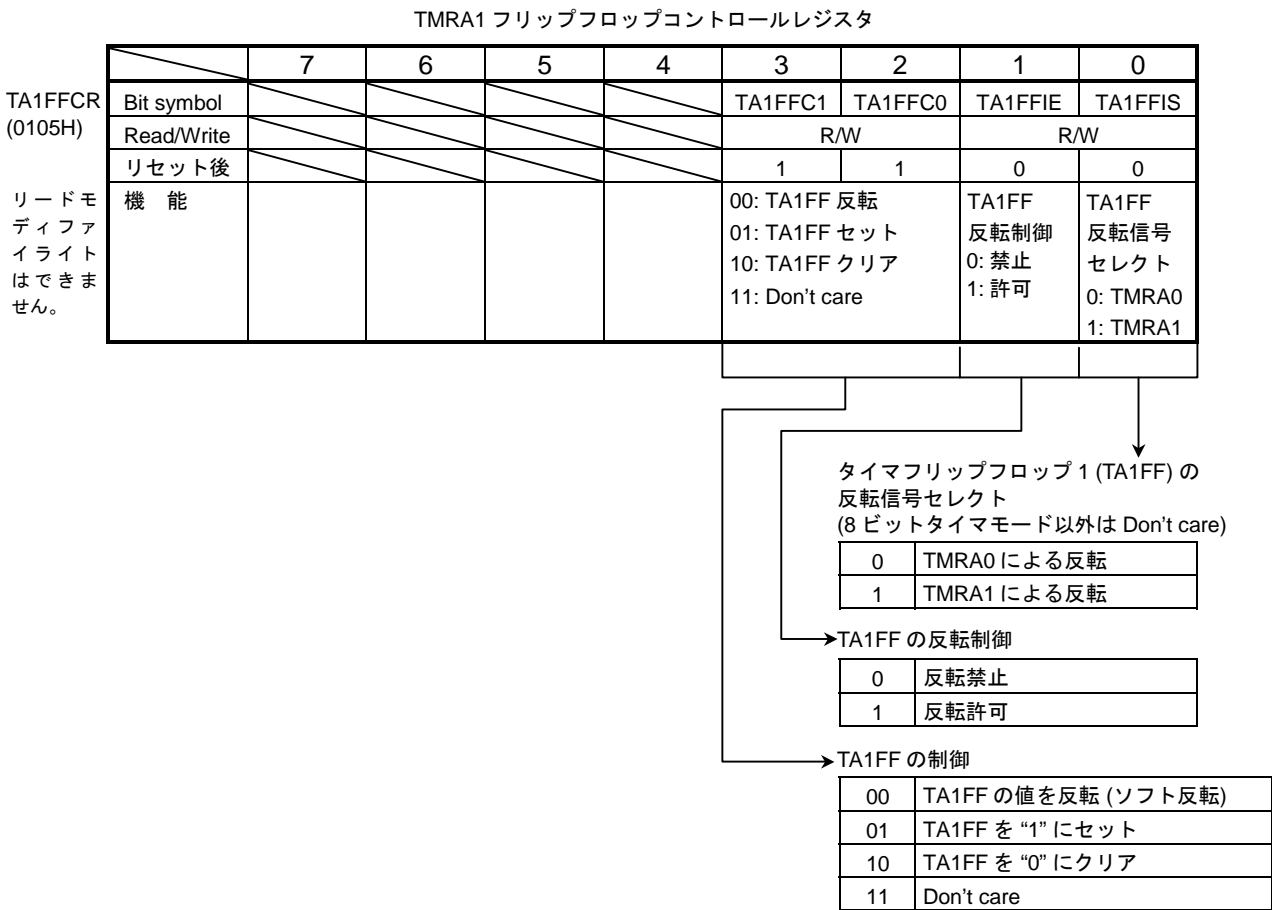 TMRA1 フリップフロップコントロールレジスタ
7 6 5 4 3 2 1 0
TA1FFCR
(0105H)
Bit symbol TA1FFC1 TA1FFC0 TA1FFIE TA1FFIS
Read/Write R/W R/W
リセット後 1 1 0 0
リードモ
ディファ
イライト
はできま
せん。
機 能
00: TA1FF 反転
01: TA1FF セット
10: TA1FF クリア
11: Don't care
TA1FF
反転制御
0: 禁止
1: 許可
TA1FF
反転信号
セレクト
0: TMRA0
1: TMRA1
タイマフリップフロップ 1 (TA1FF) の
反転信号セレクト
(8 ビットタイマモード以外は Don't care)
0 TMRA0 による反転
1 TMRA1 による反転
TA1FF の反転制御
0 反転禁止
1 反転許可
TA1FF の制御
00 TA1FF の値を反転 (ソフト反転)
01 TA1FF を “1” にセット
10 TA1FF を “0” にクリア
11 Don't care